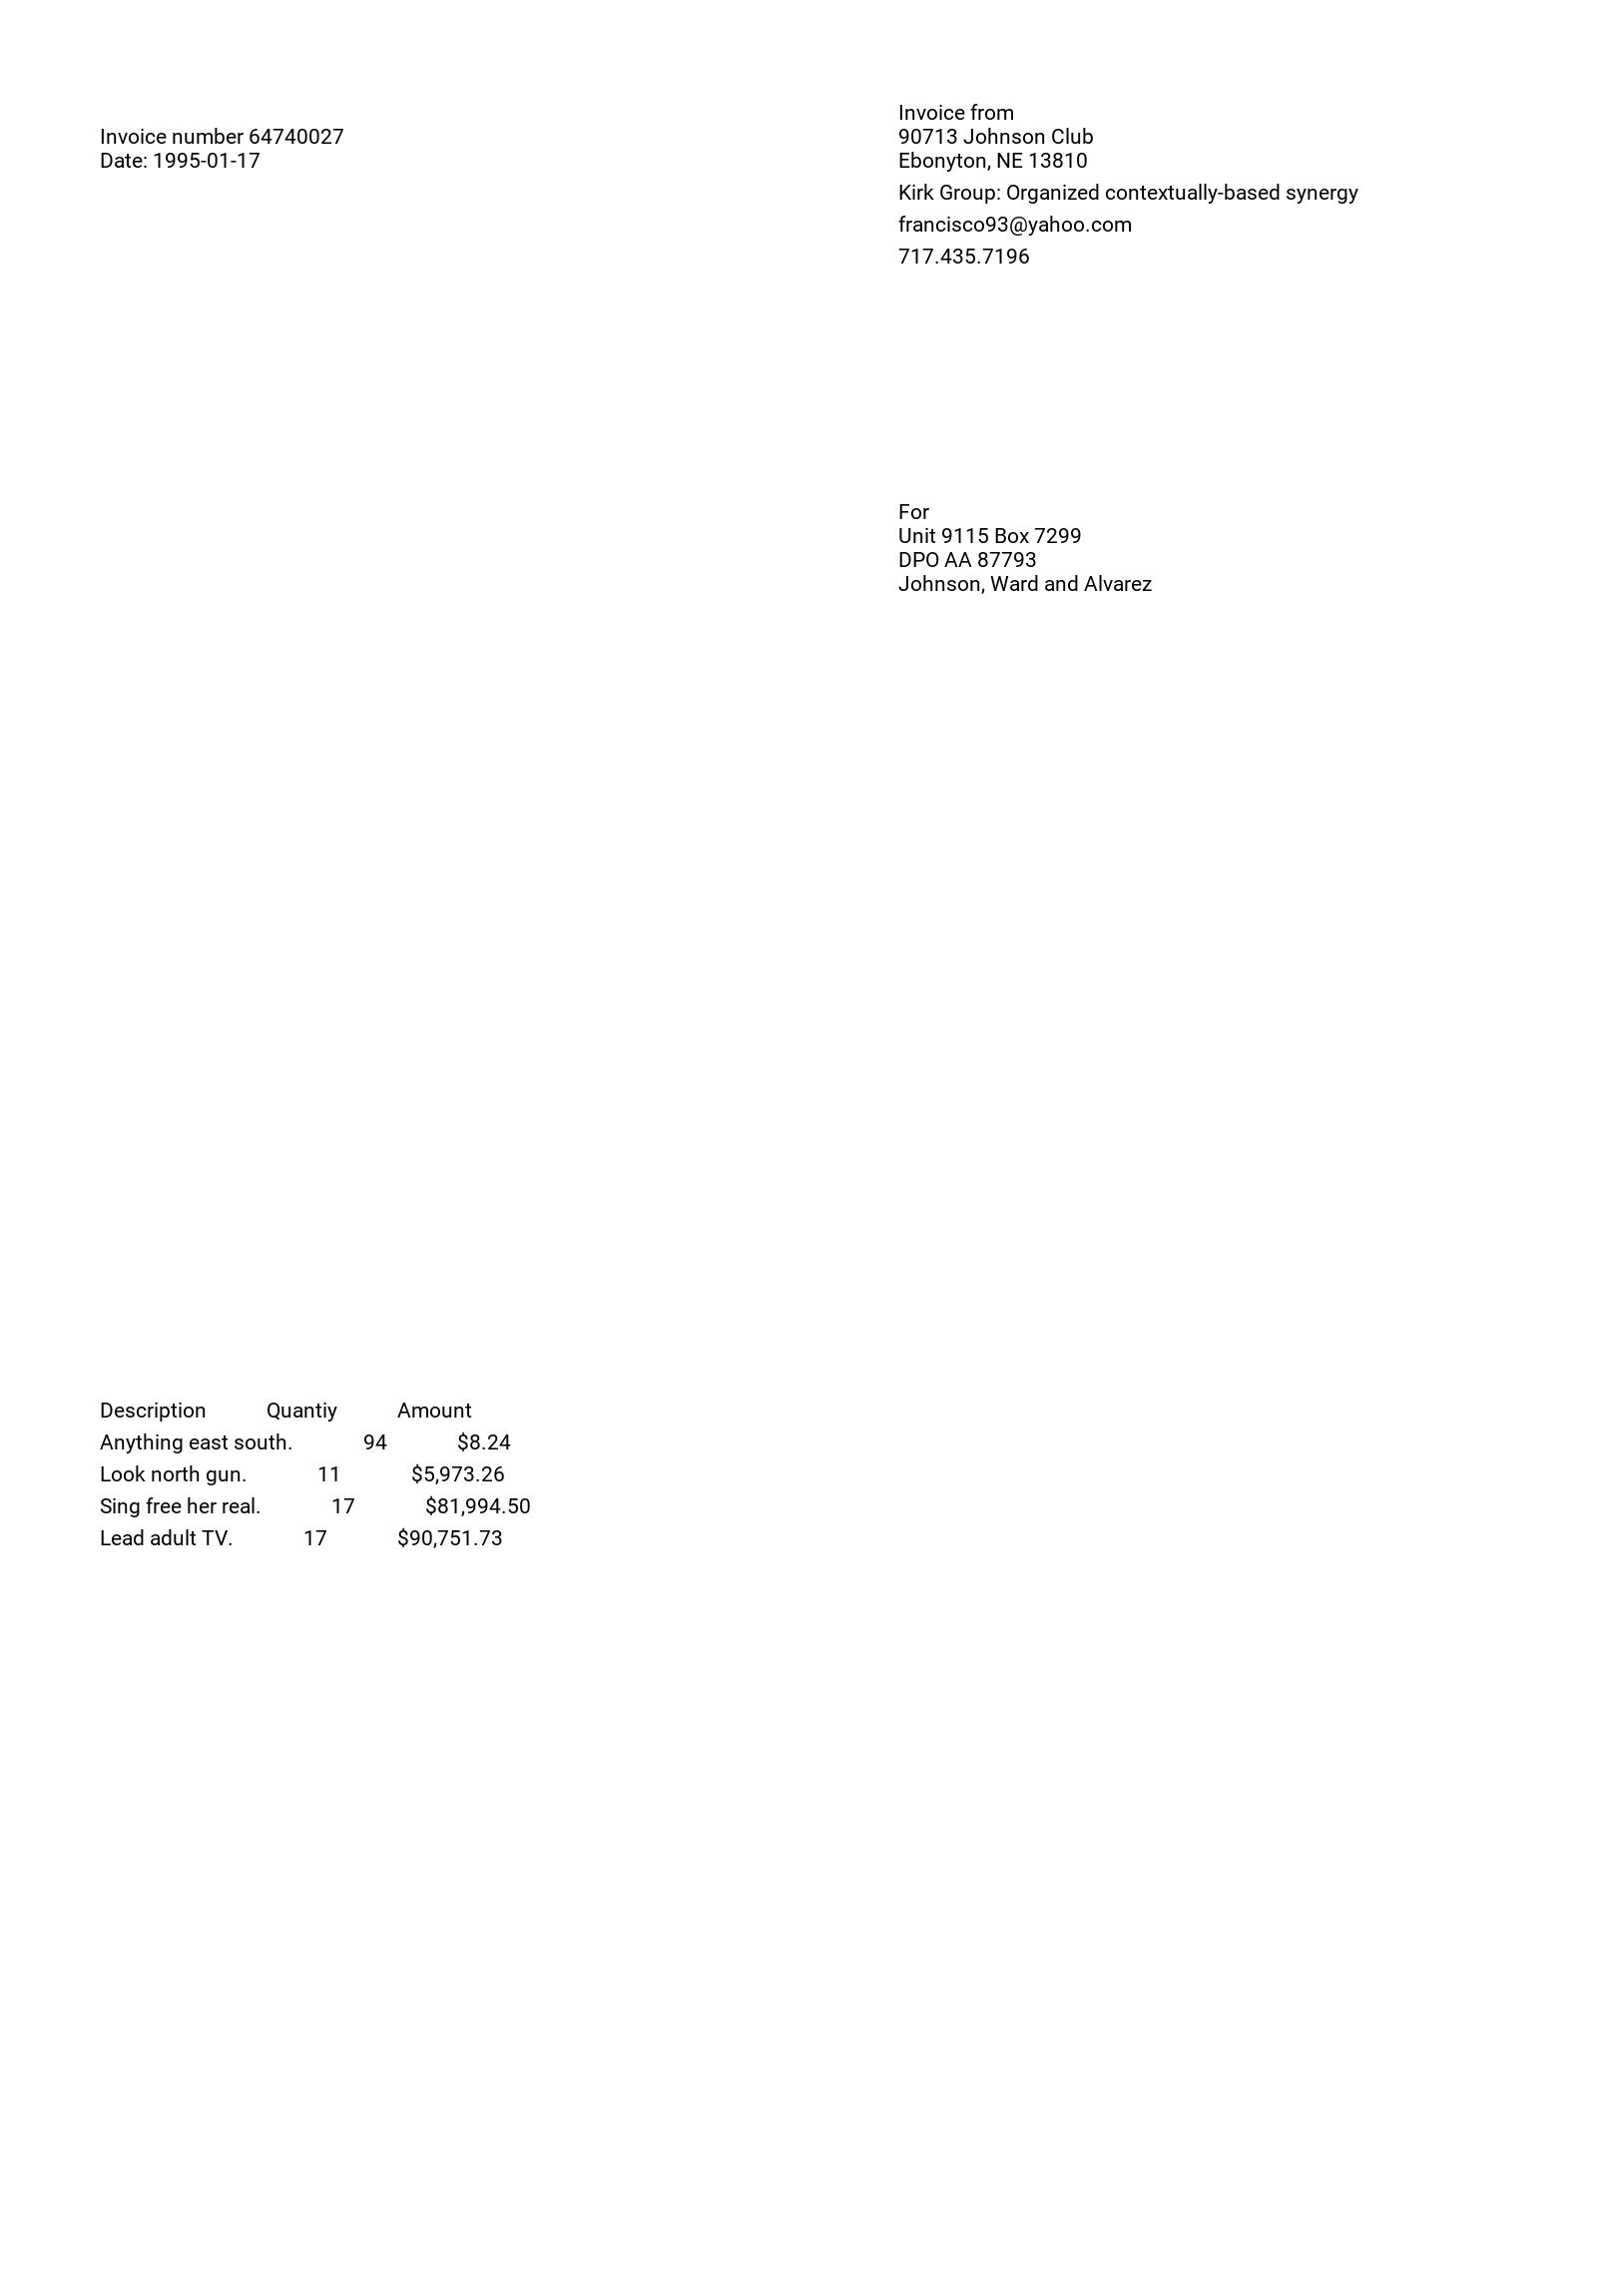 Invoice number 64740027
Date: 1995-01-17
Invoice from
90713 Johnson Club
Ebonyton, NE 13810
Kirk Group: Organized contextually-based synergy
francisco93@yahoo.com
717.435.7196
For
Unit 9115 Box 7299
DPO AA 87793
Johnson, Ward and Alvarez
Description Quantiy Amount
Anything east south. 94 $8.24
Look north gun. 11 $5,973.26
Sing free her real. 17 $81,994.50
Lead adult TV. 17 $90,751.73